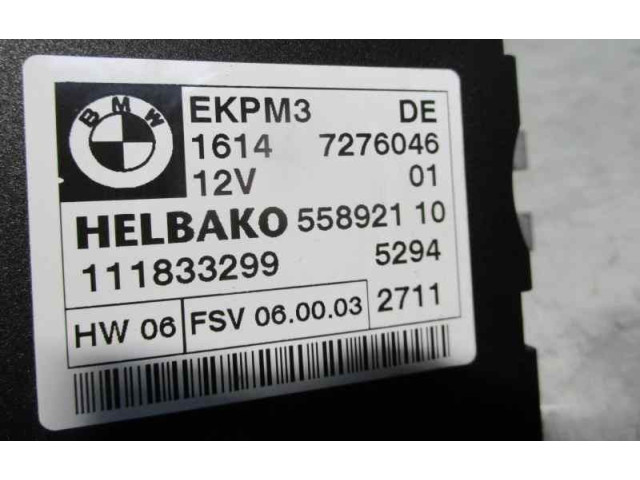 BMW
EKPM3 DE
1614 7276046
12V 01
HELBAKO 558921 10
111833299 5294
HW 06 FSV 06.00.03 2711